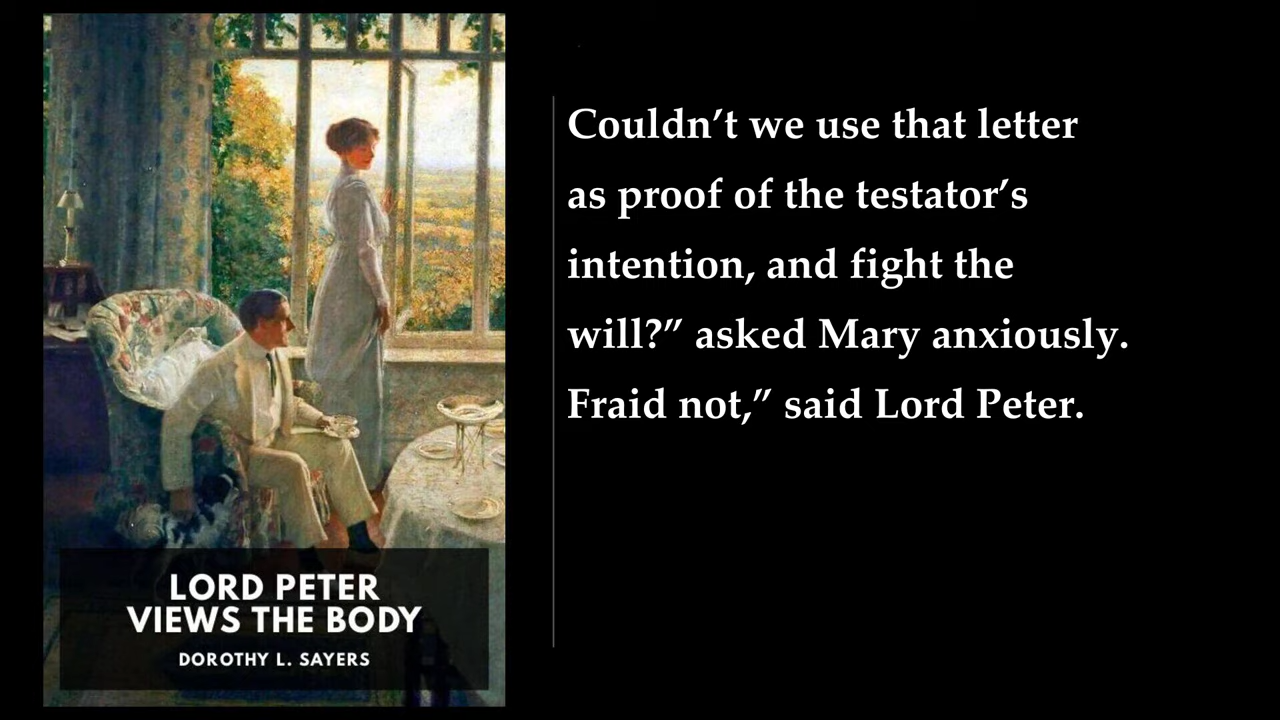 LORD PETER
VIEWS THE BODY
DOROTHY L. SAYERS
Couldn’t we use that letter
as proof of the testator’s
intention, and fight the
will?” asked Mary anxiously.
Fraid not,” said Lord Peter.